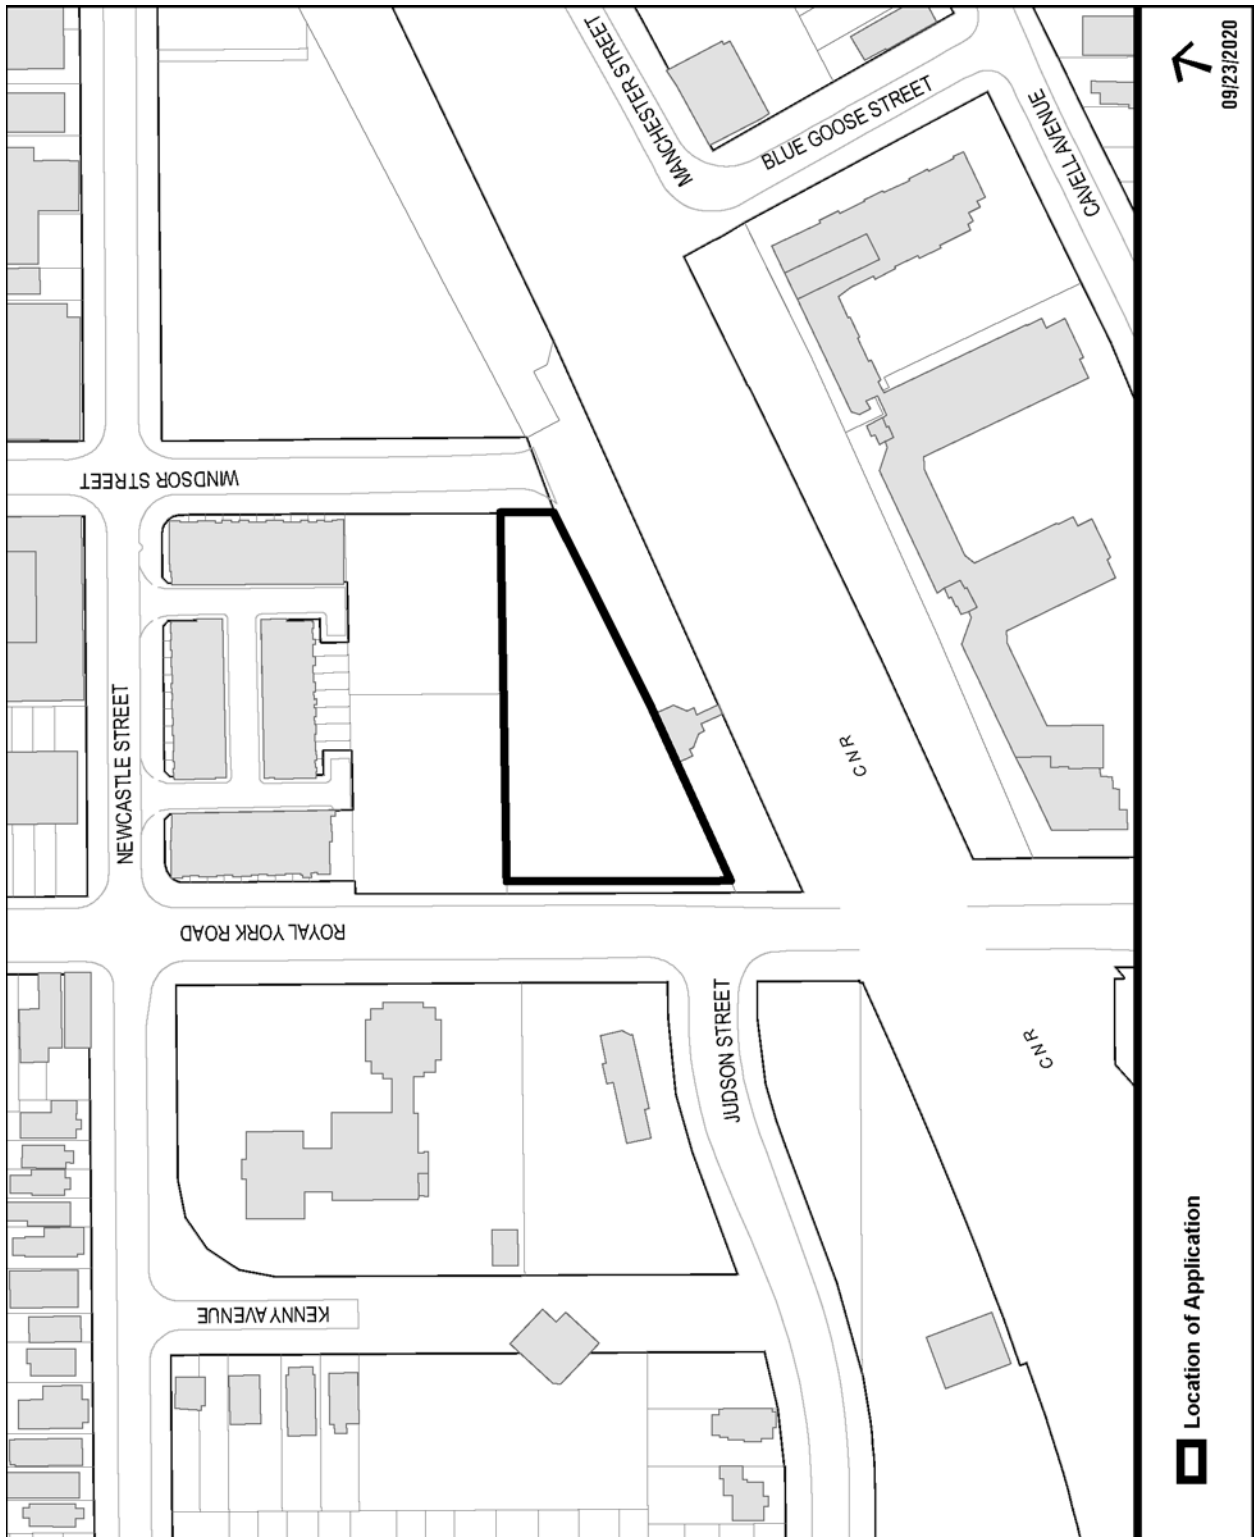 MANCHESTER STREET
BLUE GOOSE STREET
CAVELL AVENUE
WINDSOR STREET
NEWCASTLE STREET
ROYAL YORK ROAD
JUDSON STREET
KENNY AVENUE
CNR
CNR
Location of Application
09/23/2020